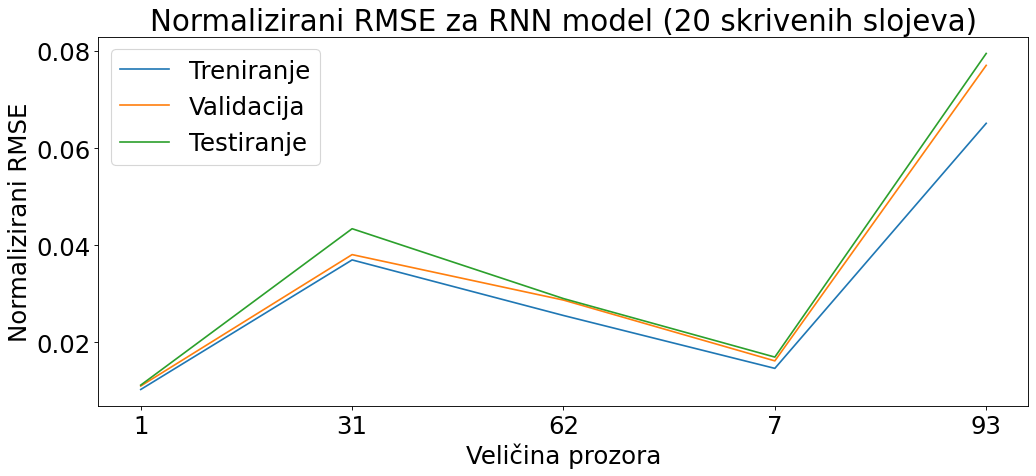 Normalizirani RMSE za RNN model (20 skrivenih slojeva)
0.08
0.06
0.04
0.02
Normalizirani RMSE
Treniranje
Validacija
Testiranje
1 31 62 7 93
Veličina prozora